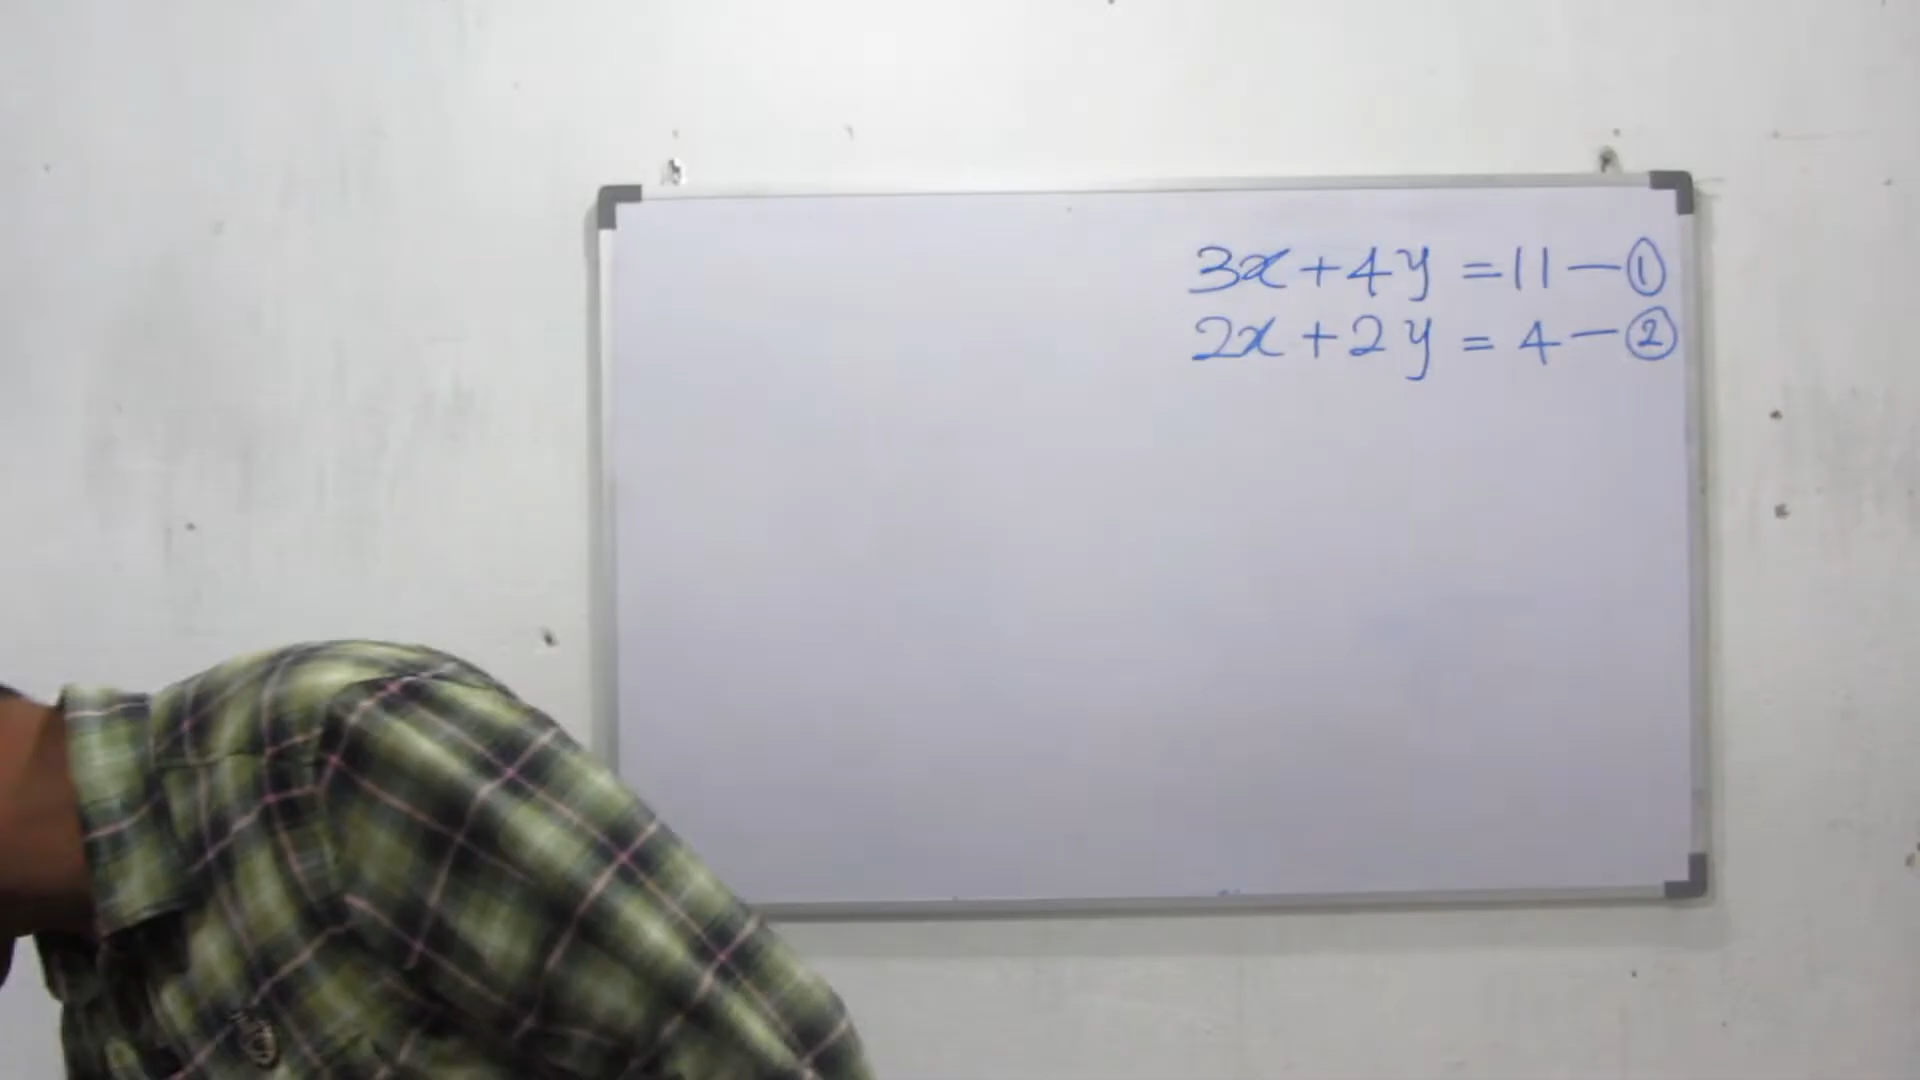 3x+4y =11—①
2x+2y = 4—②